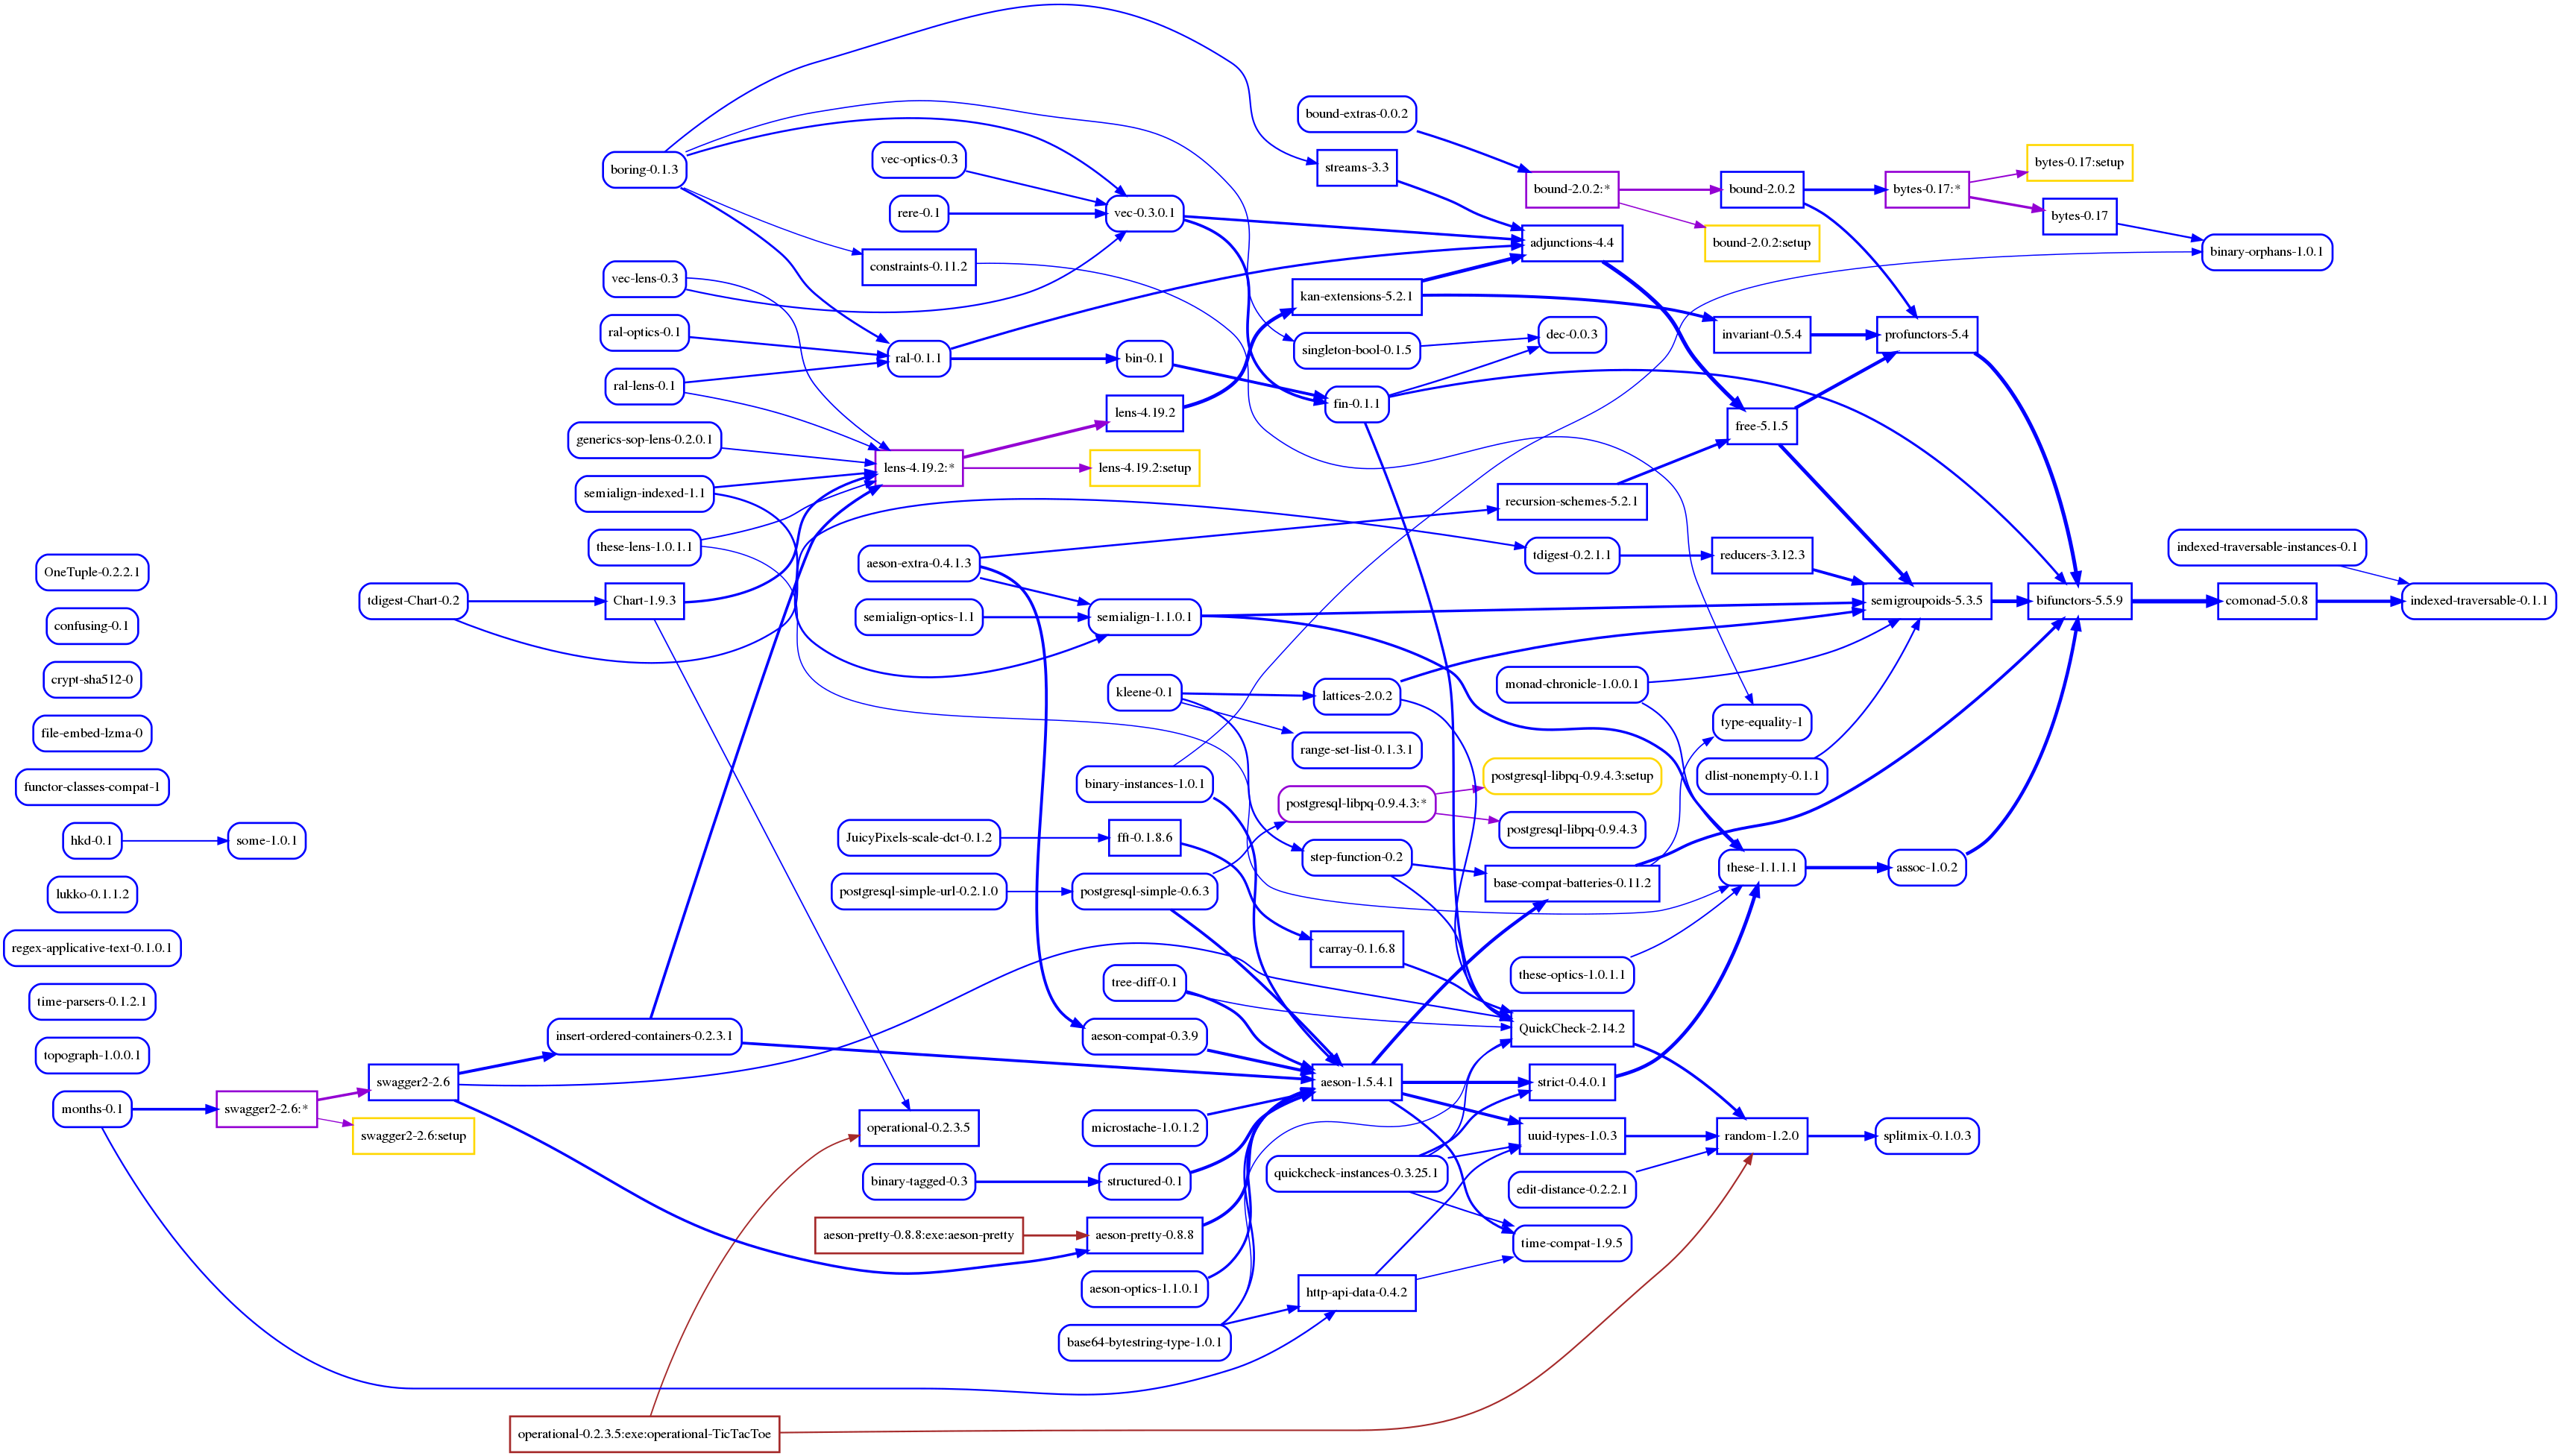 OneTuple-0.2.2.1
confusing-0.1
crypt-sha512-0
file-embed-lzma-0
functor-classes-compat-1
hkd-0.1
some-1.0.1
lukko-0.1.1.2
regex-applicative-text-0.1.0.1
time-parsers-0.1.2.1
topograph-1.0.0.1
months-0.1
swagger2-2.6:*
swagger2-2.6
swagger2-2.6:setup
tdigest-Chart-0.2
boring-0.1.3
vec-lens-0.3
ral-optics-0.1
ral-lens-0.1
generics-sop-lens-0.2.0.1
semialign-indexed-1.1
these-lens-1.0.1.1
Chart-1.9.3
insert-ordered-containers-0.2.3.1
operational-0.2.3.5:exe:operational-TicTacToe
vec-optics-0.3
rere-0.1
constraints-0.11.2
ral-0.1.1
lens-4.19.2:*
aeson-extra-0.4.1.3
semialign-optics-1.1
JuicyPixels-scale-dct-0.1.2
postgresql-simple-url-0.2.1.0
operational-0.2.3.5
binary-tagged-0.3
aeson-pretty-0.8.8:exe:aeson-pretty
vec-0.3.0.1
bin-0.1
lens-4.19.2
lens-4.19.2:setup
semialign-1.1.0.1
kleene-0.1
binary-instances-1.0.1
fft-0.1.8.6
postgresql-simple-0.6.3
tree-diff-0.1
aeson-compat-0.3.9
microstache-1.0.1.2
structured-0.1
aeson-pretty-0.8.8
aeson-optics-1.1.0.1
base64-bytestring-type-1.0.1
bound-extras-0.0.2
streams-3.3
kan-extensions-5.2.1
singleton-bool-0.1.5
fin-0.1.1
lattices-2.0.2
range-set-list-0.1.3.1
postgresql-libpq-0.9.4.3:*
step-function-0.2
carray-0.1.6.8
aeson-1.5.4.1
quickcheck-instances-0.3.25.1
http-api-data-0.4.2
bound-2.0.2:*
adjunctions-4.4
dec-0.0.3
recursion-schemes-5.2.1
tdigest-0.2.1.1
monad-chronicle-1.0.0.1
postgresql-libpq-0.9.4.3:setup
postgresql-libpq-0.9.4.3
base-compat-batteries-0.11.2
these-optics-1.0.1.1
QuickCheck-2.14.2
strict-0.4.0.1
uuid-types-1.0.3
edit-distance-0.2.2.1
time-compat-1.9.5
bound-2.0.2
bound-2.0.2:setup
invariant-0.5.4
free-5.1.5
reducers-3.12.3
type-equality-1
dlist-nonempty-0.1.1
these-1.1.1.1
random-1.2.0
bytes-0.17:*
profunctors-5.4
semigroupoids-5.3.5
assoc-1.0.2
splitmix-0.1.0.3
bytes-0.17:setup
bytes-0.17
bifunctors-5.5.9
binary-orphans-1.0.1
indexed-traversable-instances-0.1
comonad-5.0.8
indexed-traversable-0.1.1